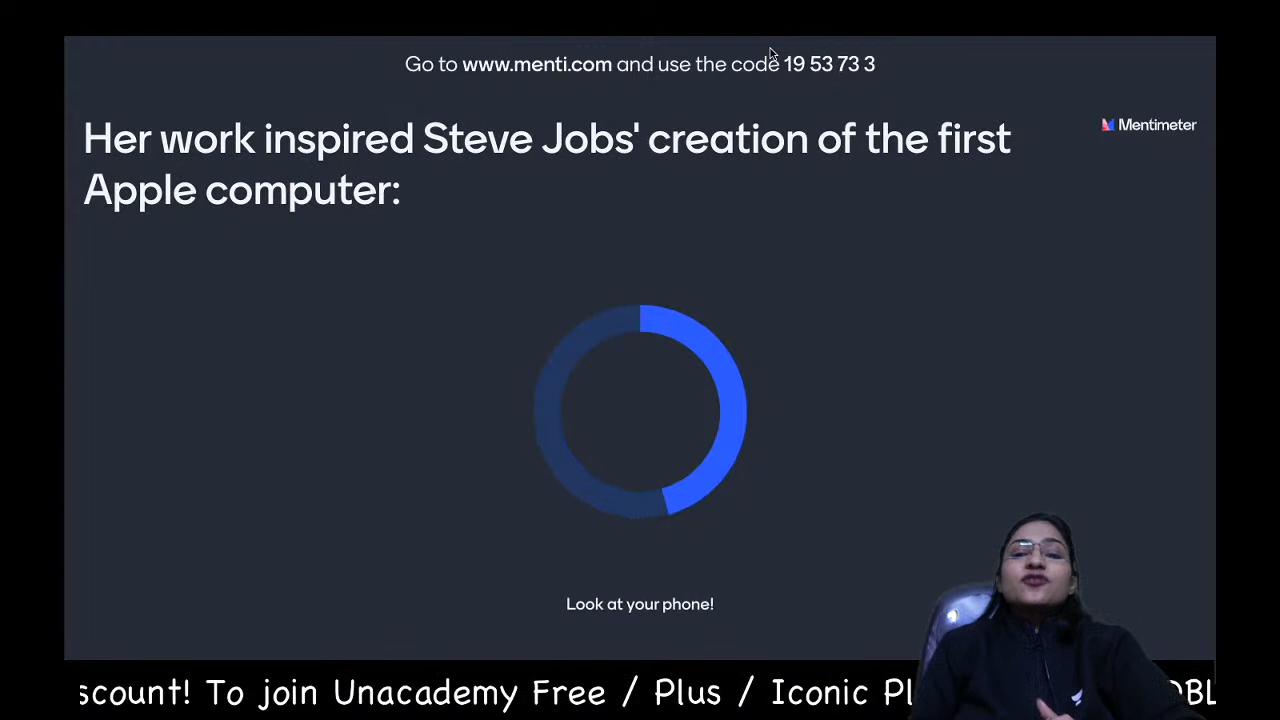 Go to www.menti.com and use the code 19 53 73 3
Mentimeter
Her work inspired Steve Jobs' creation of the first
Apple computer:
Look at your phone!
scount! To join Unacademy Free / Plus / Iconic Pl